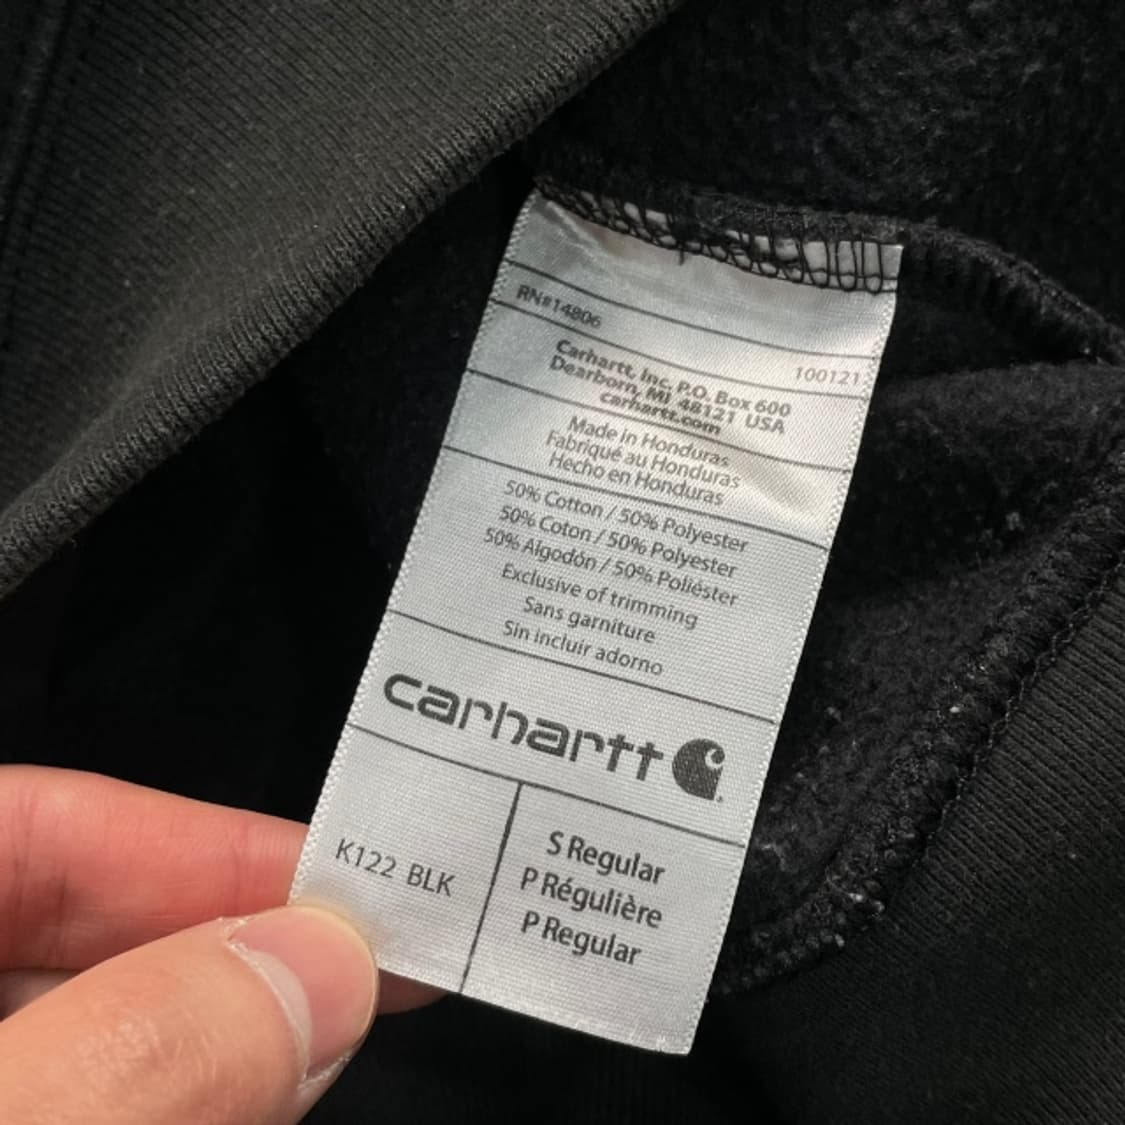 RN#14806
100121
Carhartt, Inc. P.O. Box 600
Dearborn, MI 48121 USA
carhartt.com
Made in Honduras
Fabriqué au Honduras
Hecho en Honduras
50% Cotton / 50% Polyester
50% Coton / 50% Polyester
50% Algodón / 50% Poliéster
Exclusive of trimming
Sans garniture
Sin incluir adorno
carhartt
K122 BLK
S Regular
P Régulière
P Regular